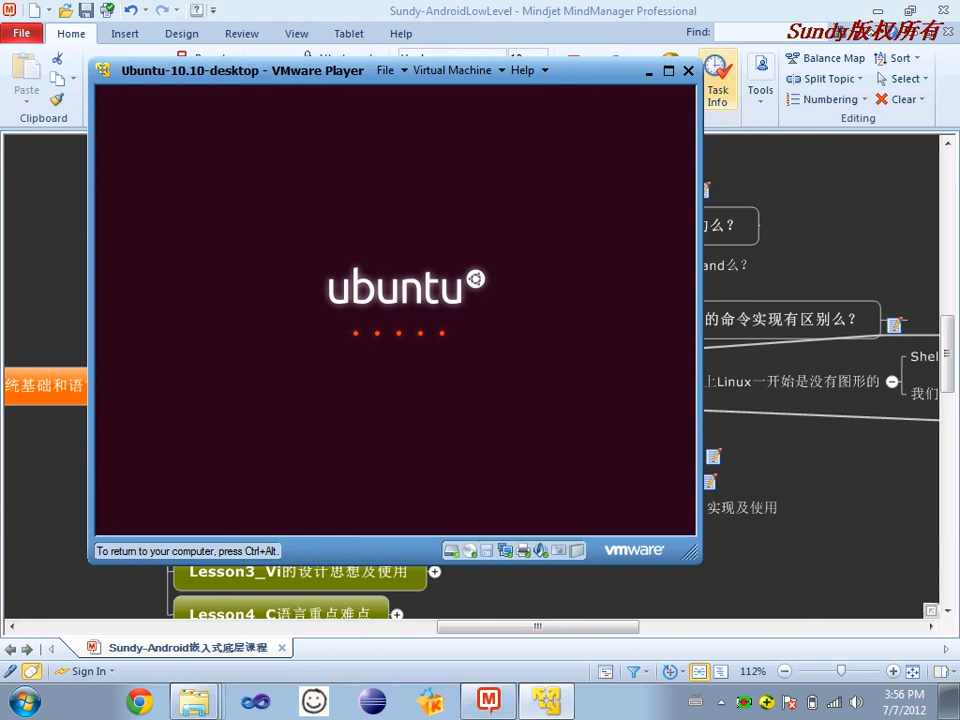 Sundy-AndroidLowLevel - Mindjet MindManager Professional
File Home Insert Design Review View Tablet Help Find:
Sundy版权所有
Ubuntu-10.10-desktop - VMware Player File Virtual Machine Help
Paste
Clipboard
Task Info
Tools
Balance Map Sort
Split Topic Select
Numbering Clear
Editing
ubuntu
么？
and么？
的命令实现有区别么？
上Linux一开始是没有图形的
Shel
我们
统基础和语
实现及使用
To return to your computer, press Ctrl+Alt.
vmware
Lesson3_Vi的设计思想及使用
Lesson4_C语言重点难点
Sundy-Android嵌入式底层课程
Sign In
112%
3:56 PM
7/7/2012